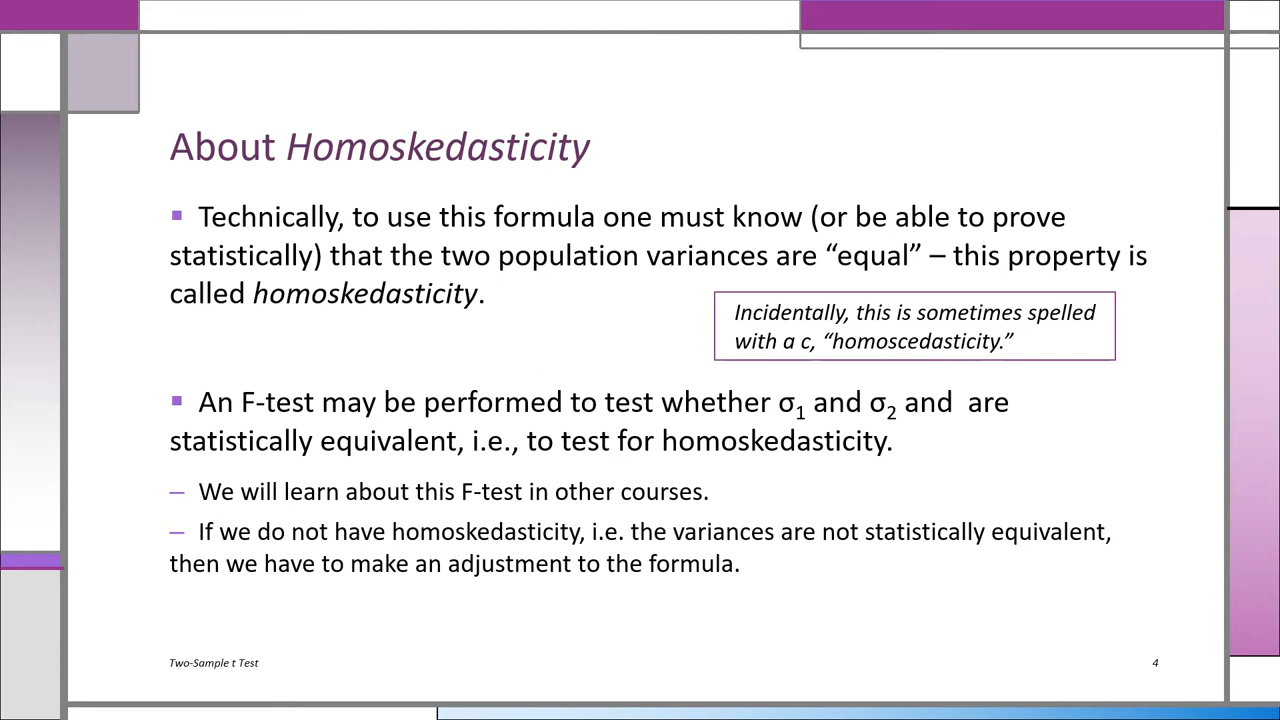 About Homoskedasticity
▪ Technically, to use this formula one must know (or be able to prove
statistically) that the two population variances are “equal” – this property is
called homoskedasticity.
Incidentally, this is sometimes spelled
with a c, “homoscedasticity.”
▪ An F-test may be performed to test whether σ₁ and σ₂ and  are
statistically equivalent, i.e., to test for homoskedasticity.
– We will learn about this F-test in other courses.
– If we do not have homoskedasticity, i.e. the variances are not statistically equivalent,
then we have to make an adjustment to the formula.
Two-Sample t Test
4